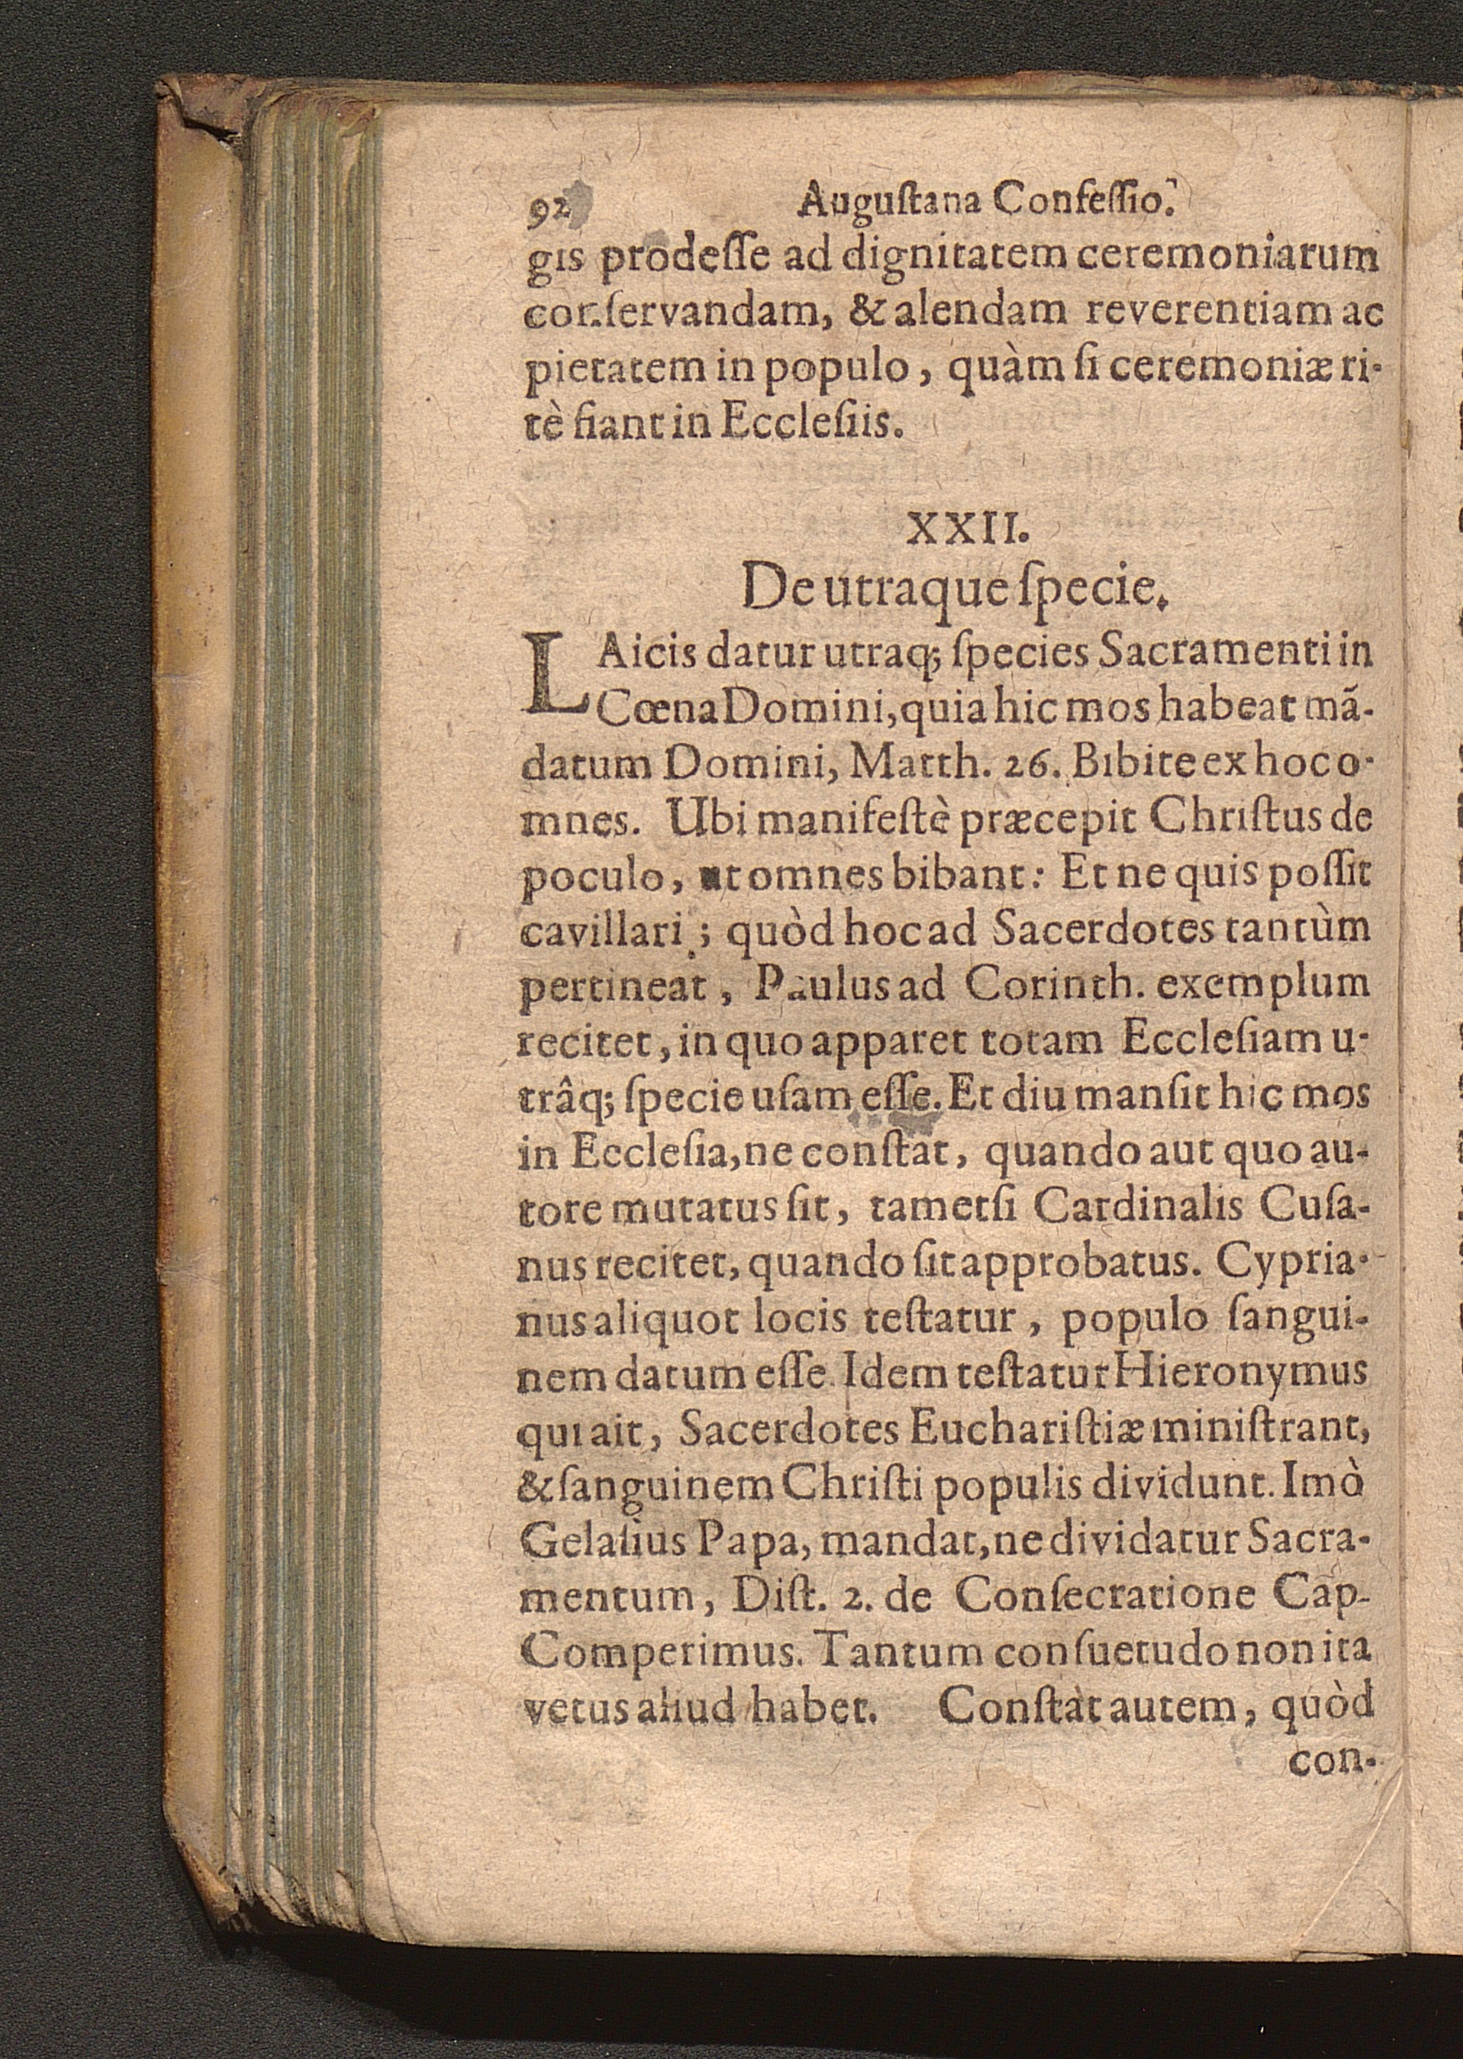 92 Auguſtana Confeſſio.
gis prodeſſe ad dignitatem ceremoniarum
conſervandam, & alendam reverentiam ac
pietatem in populo, quàm ſi ceremoniæ ri-
tè fiant in Eccleſiis.
XXII.
De utraque ſpecie.
LAicis datur utraq; ſpecies Sacramenti in
Cœna Domini, quia hic mos habeat mã-
datum Domini, Matth. 26. Bibite ex hoc o-
mnes. Ubi manifeſtè præcepit Chriſtus de
poculo, ut omnes bibant: Et ne quis poſſit
cavillari; quòd hoc ad Sacerdotes tantùm
pertineat, Paulus ad Corinth. exemplum
recitet, in quo apparet totam Eccleſiam u-
trâq; ſpecie uſam eſſe. Et diu manſit hic mos
in Eccleſia, ne conſtat, quando aut quo au-
tore mutatus ſit, tametſi Cardinalis Cuſa-
nus recitet, quando ſit approbatus. Cypria-
nus aliquot locis teſtatur, populo ſangui-
nem datum eſſe. Idem teſtatur Hieronymus
qui ait, Sacerdotes Euchariſtiæ miniſtrant,
& ſanguinem Chriſti populis dividunt. Imò
Gelaſius Papa, mandat, ne dividatur Sacra-
mentum, Diſt. 2. de Conſecratione Cap-
Comperimus. Tantum conſuetudo non ita
vetus aliud habet. Conſtat autem, quòd
con-